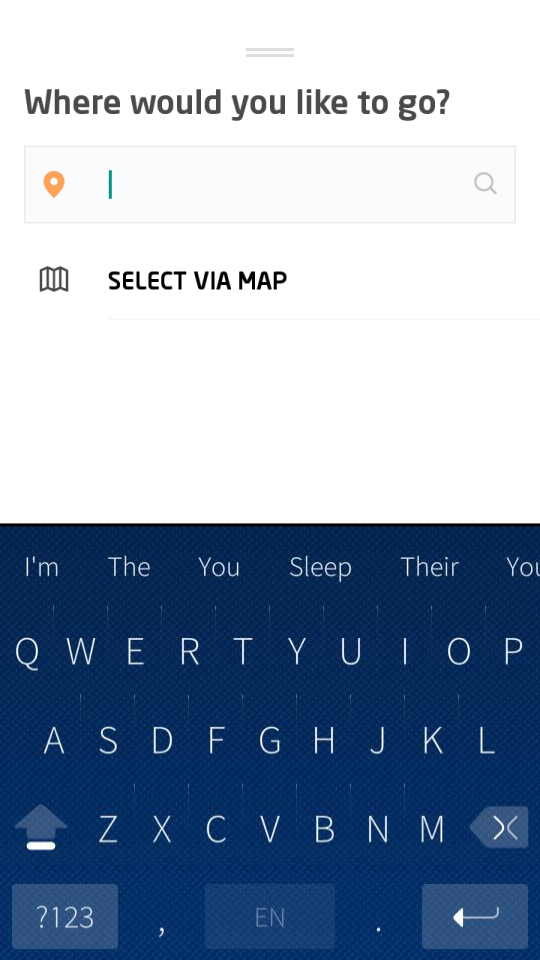 Where would you like to go?
SELECT VIA MAP
I'm The You Sleep Their You
Q W E R T Y U I O P
A S D F G H J K L
Z X C V B N M
?123 , EN .